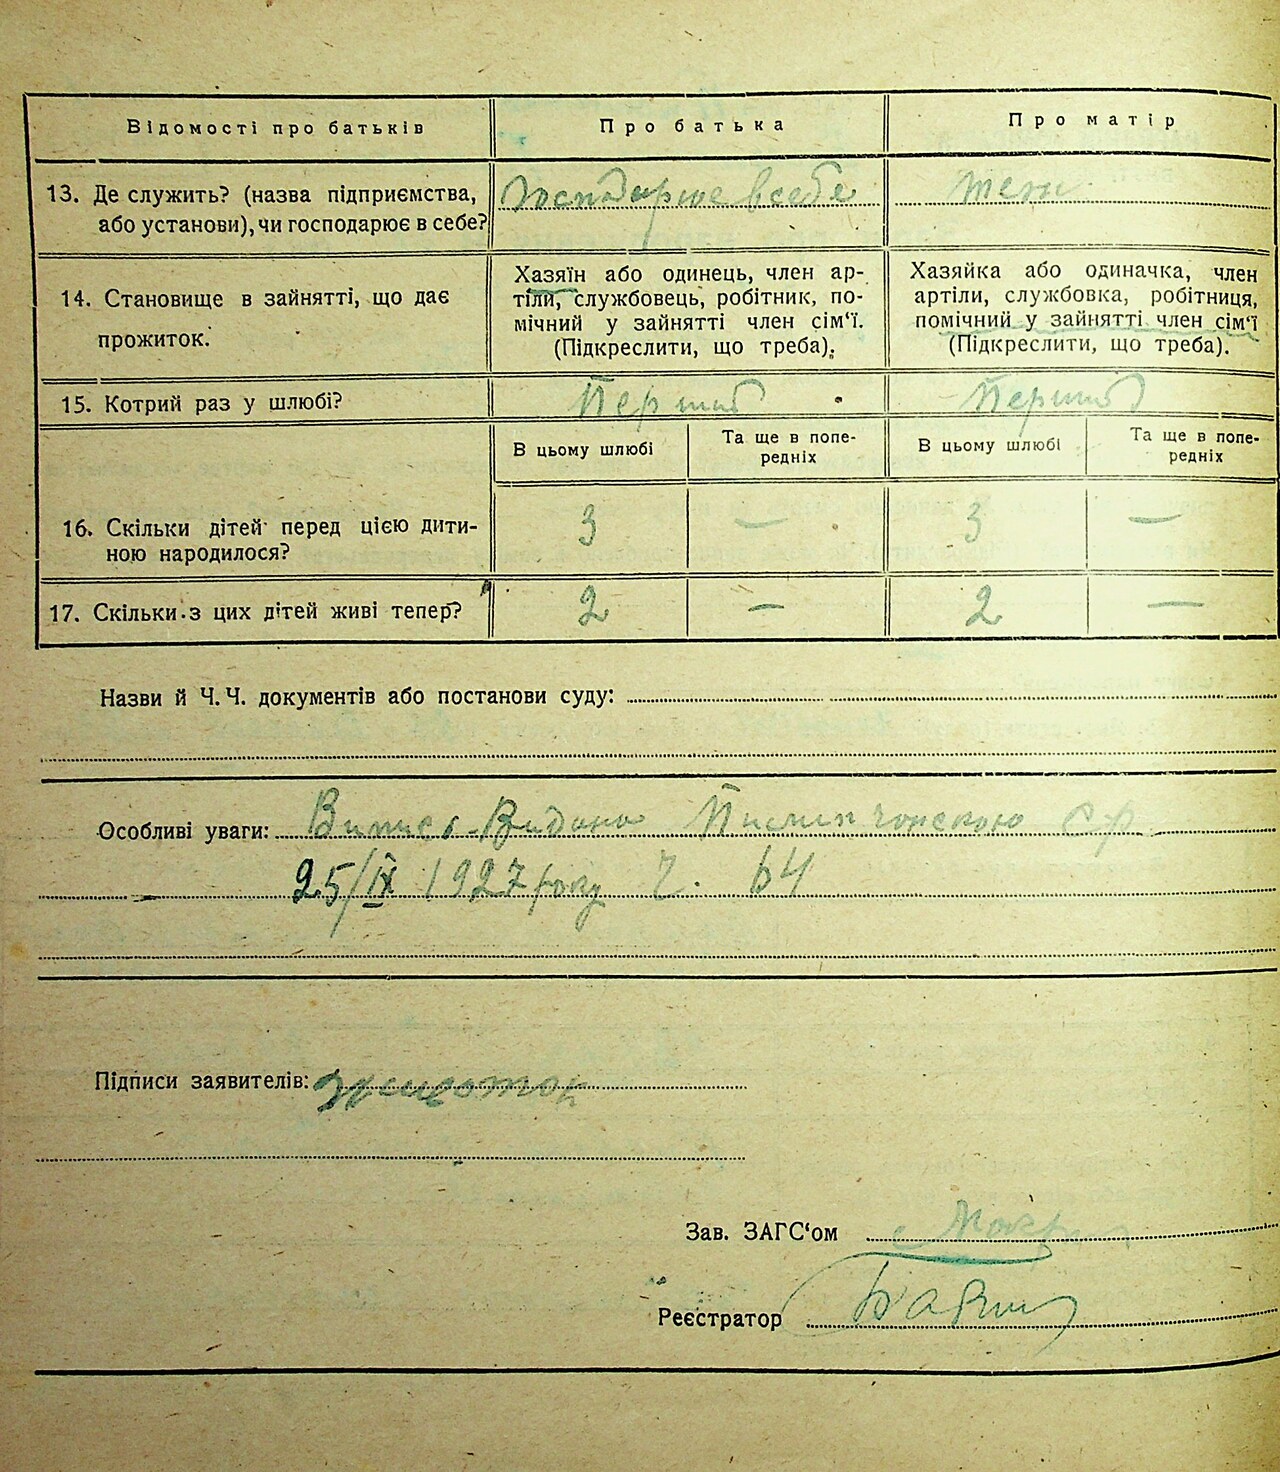 Відомості про батьків
Про батька
Про матір
13. Де служить? (назва підприємства,
або установи), чи господарює в себе?
Господарює в себе
теж
14. Становище в зайнятті, що дає
прожиток.
Хазяїн або одинець, член ар-
тіли, службовець, робітник, по-
мічний у зайнятті член сім'ї.
(Підкреслити, що треба).
Хазяйка або одиначка, член
артіли, службовка, робітниця,
помічний у зайнятті член сім'ї
(Підкреслити, що треба).
15. Котрий раз у шлюбі?
Перший
Перший
В цьому шлюбі
Та ще в попе-
редніх
В цьому шлюбі
Та ще в попе-
редніх
16. Скільки дітей перед цією дити-
ною народилося?
3
—
3
—
17. Скільки з цих дітей живі тепер?
2
—
2
—
Назви й Ч.Ч. документів або постанови суду:
Особливі уваги: Випись Видана
25/IX 1927 року Ч. 64
Підписи заявителів:
Зав. ЗАГС'ом
Реєстратор